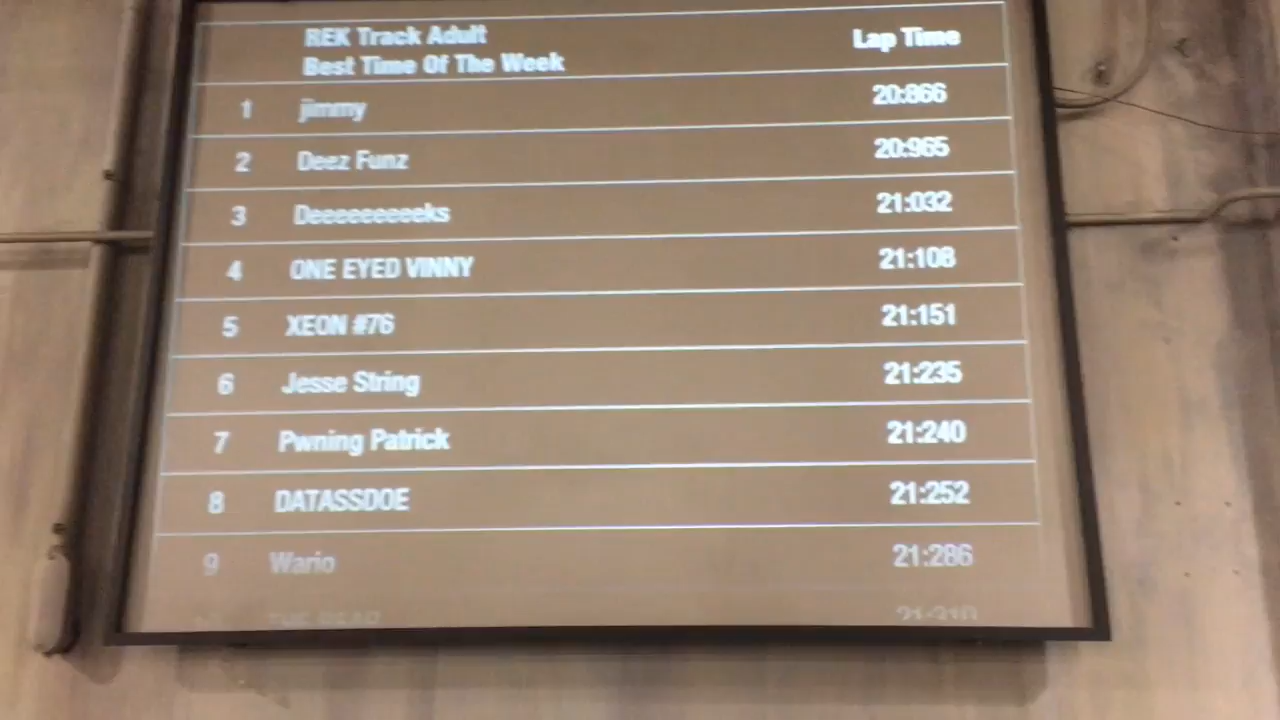 REK Track Adult
Best Time Of The Week
Lap Time
1 jimmy 20:866
2 Deez Funz 20:965
3 Deeeeeeeeeks 21:032
4 ONE EYED VINNY 21:108
5 XEON #76 21:151
6 Jesse String 21:235
7 Pwning Patrick 21:240
8 DATASSDOE 21:252
9 Wario 21:286